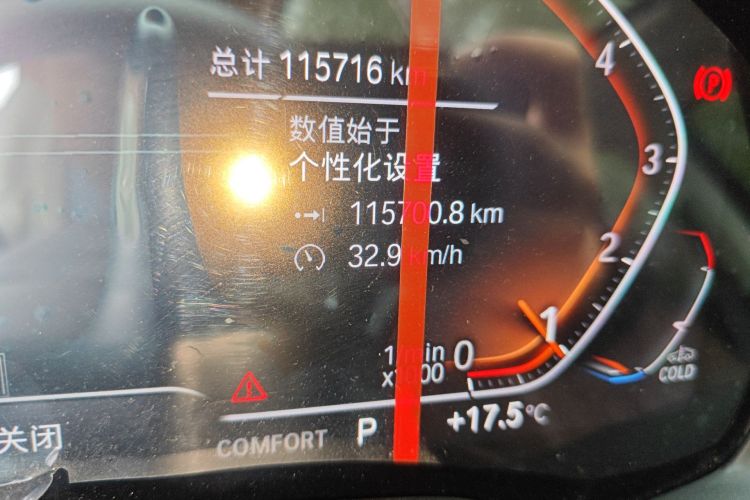 总计 115716 km
数值始于
个性化设置
115700.8 km
32.9 km/h
4
3
2
1
0
1/min
x1000
COLD
+17.5°C
COMFORT
P
关闭